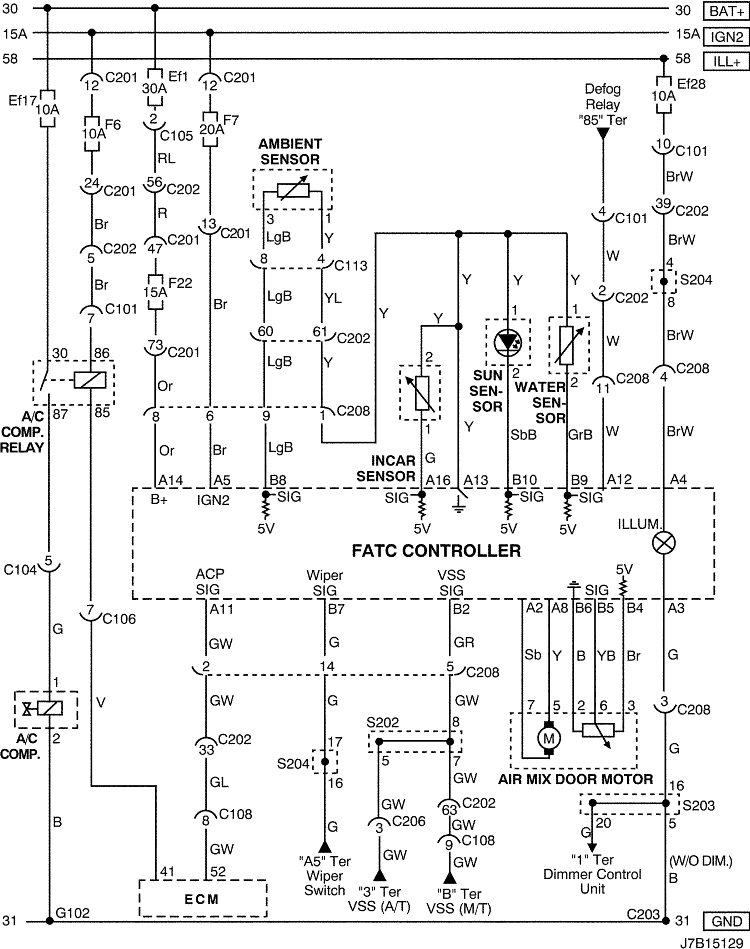 30 30 BAT+
15A 15A IGN2
58 58 ILL+
Ef17 10A
12 C201
F6 10A
24 C201
Br
5 C202
Br
C101
7
Ef1 30A
2 C105
RL
56 C202
R
C201
47
F22 15A
73 C201
Or
12 C201
F7 20A
13 C201
Br
AMBIENT
SENSOR
3 1
LgB Y
8 4 C113
LgB YL
60 61 C202
LgB Y
Y
8 6 9 1 C208
Or Br LgB
Defog
Relay
"85" Ter
4 C101
W
2 C202
W
C208
11
W
Ef28
10A
10 C101
BrW
39 C202
BrW
4
S204
8
BrW
C208
4
BrW
30 86
87 85
A/C
COMP.
RELAY
Y Y Y Y
2
1
G
INCAR
SENSOR
Y
1
2
SUN
SEN-
SOR
SbB
1
2
WATER
SEN-
SOR
GrB
A14 A5 B8 A16 A13 B10 B9 A12 A4
B+ IGN2 SIG SIG SIG SIG
5V 5V 5V 5V
ILLUM.
FATC CONTROLLER
ACP
SIG
Wiper
SIG
VSS
SIG
SIG
5V
A11 B7 B2 A2 A8 B6 B5 B4 A3
GW G GR Sb Y B YB Br G
2 14 5 C208
GW G GW
C104 5
G
7 C106
V
1
2
A/C
COMP.
B
C202
33
GL
C108
8
GW
41 52
ECM
17
S204
16
G
"A5" Ter
Wiper
Switch
S202
8
5 7
GW GW
C206
3
GW
"3" Ter
VSS (A/T)
C202
63
GW
C108
9
GW
"B" Ter
VSS (M/T)
7 5 2 6 3
M
AIR MIX DOOR MOTOR
3 C208
G
16
S203
20 5
G
"1" Ter
Dimmer Control
Unit
(W/O DIM.)
B
31 G102 C203 31 GND
J7B15129